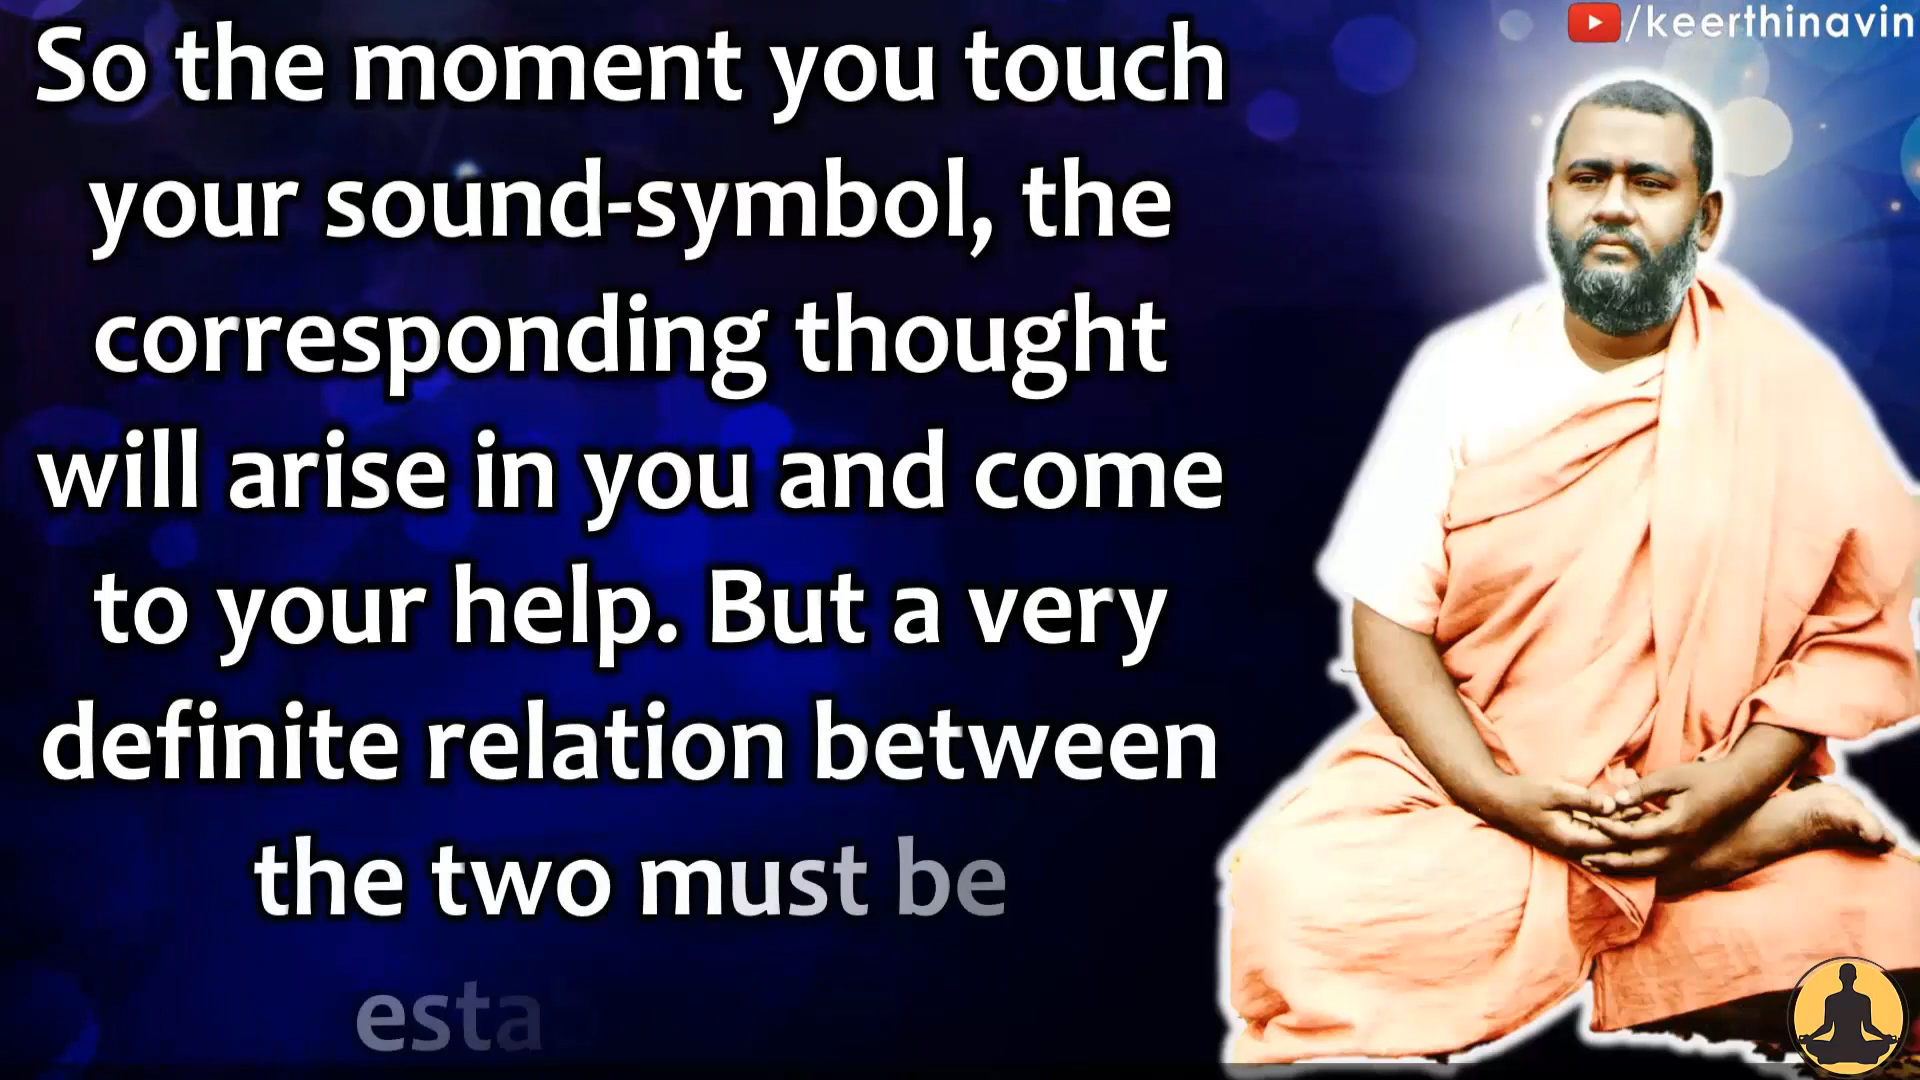 So the moment you touch
your sound-symbol, the
corresponding thought
will arise in you and come
to your help. But a very
definite relation between
the two must be
/keerthinavin